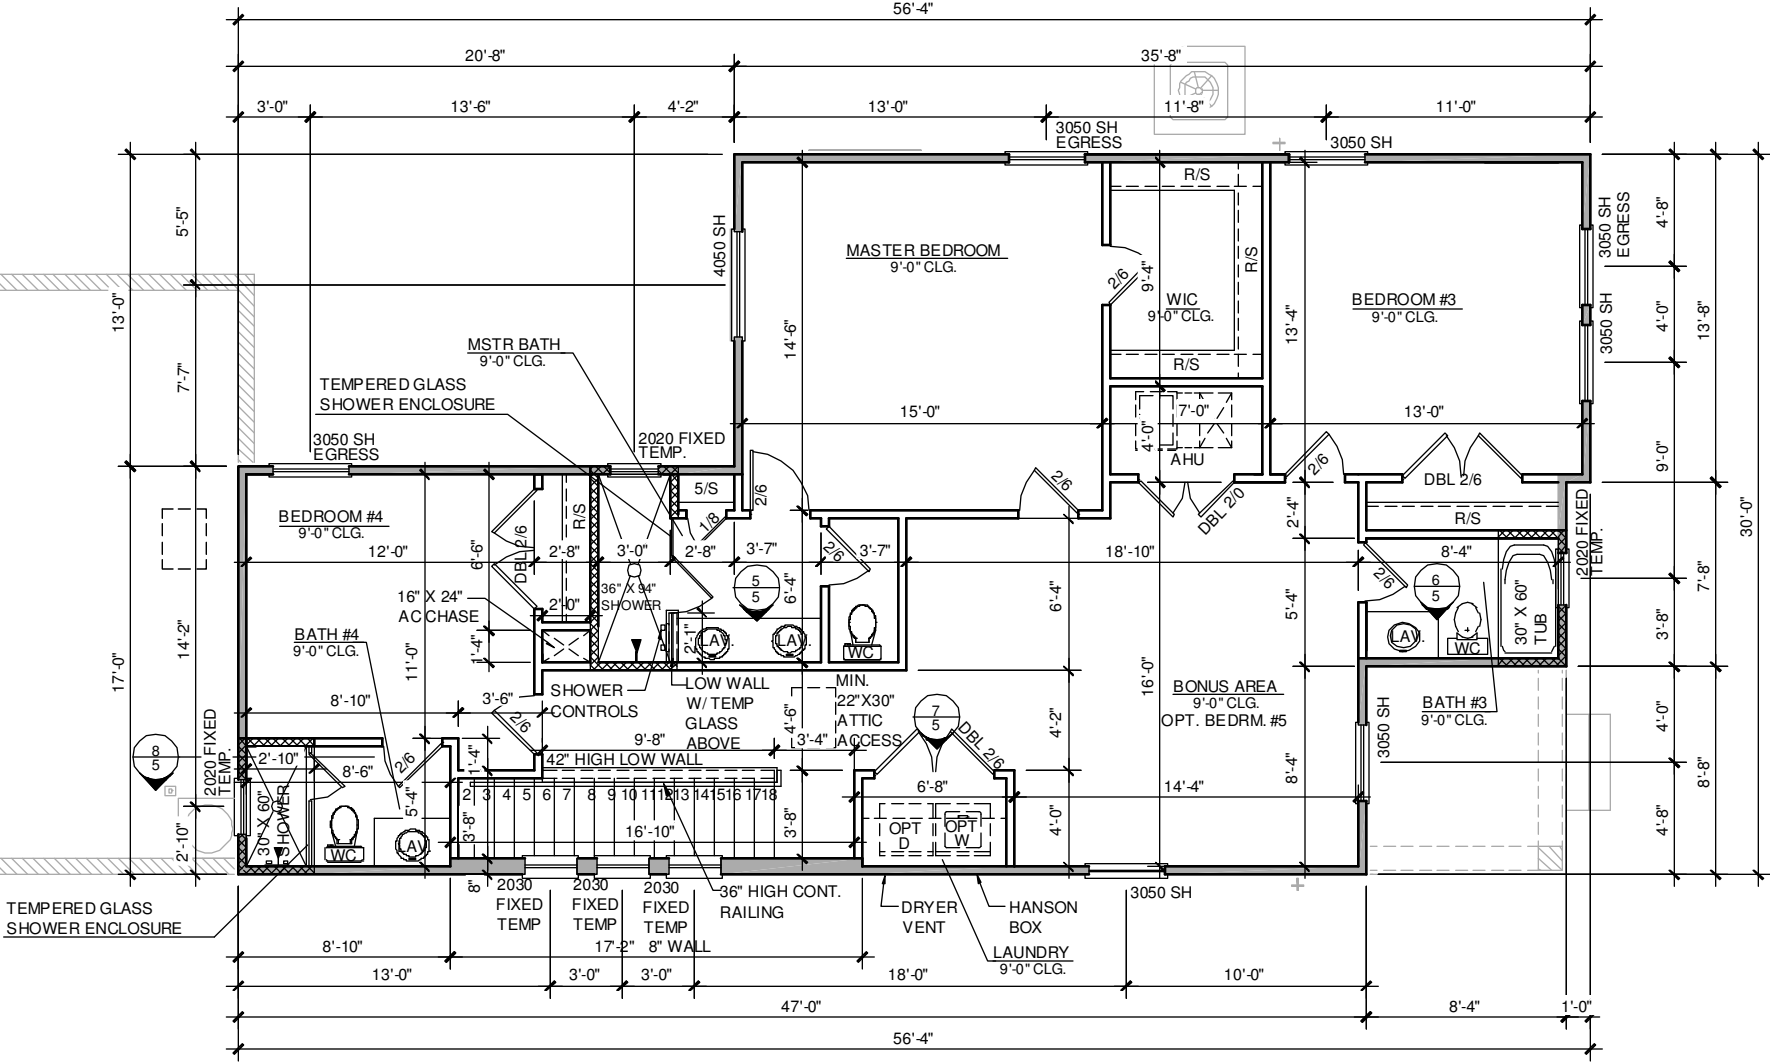 56'-4"
20'-8"
35'-8"
3'-0"
13'-6"
4'-2"
13'-0"
11'-8"
11'-0"
3050 SH
EGRESS
3050 SH
5'-5"
13'-0"
7'-7"
4050 SH
R/S
MASTER BEDROOM
9'-0" CLG.
2/6
9'-4"
R/S
WIC
9'-0" CLG.
R/S
BEDROOM #3
9'-0" CLG.
13'-4"
14'-6"
3050 SH
EGRESS
3050 SH
4'-8"
4'-0"
13'-8"
30'-0"
9'-0"
MSTR BATH
9'-0" CLG.
TEMPERED GLASS
SHOWER ENCLOSURE
3050 SH
EGRESS
2020 FIXED
TEMP.
15'-0"
7'-0"
4'-0"
AHU
13'-0"
2/6
DBL 2/6
R/S
BEDROOM #4
9'-0" CLG.
12'-0"
6'-6"
DBL 2/6
R/S
2'-8"
3'-0"
5/S
1/8
2'-8"
2/6
3'-7"
2/6
3'-7"
2/6
DBL 2/0
2'-4"
18'-10"
8'-4"
2020 FIXED
TEMP.
7'-8"
16" X 24"
AC CHASE
2'-0"
36" X 94"
SHOWER
5
5
6'-4"
6'-4"
5'-4"
2/6
6
5
30" X 60"
TUB
LAV.
WC
3'-8"
14'-2"
17'-0"
BATH #4
9'-0" CLG.
11'-0"
1'-4"
2'-1"
LAV.
LAV.
WC
8'-10"
3'-6"
2/6
SHOWER
CONTROLS
LOW WALL
W/ TEMP
GLASS
ABOVE
MIN.
22"X30"
ATTIC
ACCESS
4'-6"
3'-4"
7
5
DBL 2/6
4'-2"
16'-0"
BONUS AREA
9'-0" CLG.
OPT. BEDRM. #5
BATH #3
9'-0" CLG.
3050 SH
4'-0"
8
5
2020 FIXED
TEMP.
2'-10"
8'-6"
2/6
1'-4"
9'-8"
42" HIGH LOW WALL
2 3 4 5 6 7 8 9 10 11 12 13 14 15 16 17 18
6'-8"
14'-4"
8'-4"
8'-8"
2'-10"
30" X 60"
SHOWER
5'-4"
WC
LAV.
3'-8"
16'-10"
3'-8"
OPT
D
OPT
W
4'-0"
4'-8"
8"
2030
FIXED
TEMP
2030
FIXED
TEMP
2030
FIXED
TEMP
36" HIGH CONT.
RAILING
DRYER
VENT
HANSON
BOX
3050 SH
TEMPERED GLASS
SHOWER ENCLOSURE
LAUNDRY
9'-0" CLG.
8'-10"
17'-2"
8" WALL
13'-0"
3'-0"
3'-0"
18'-0"
10'-0"
47'-0"
8'-4"
1'-0"
56'-4"